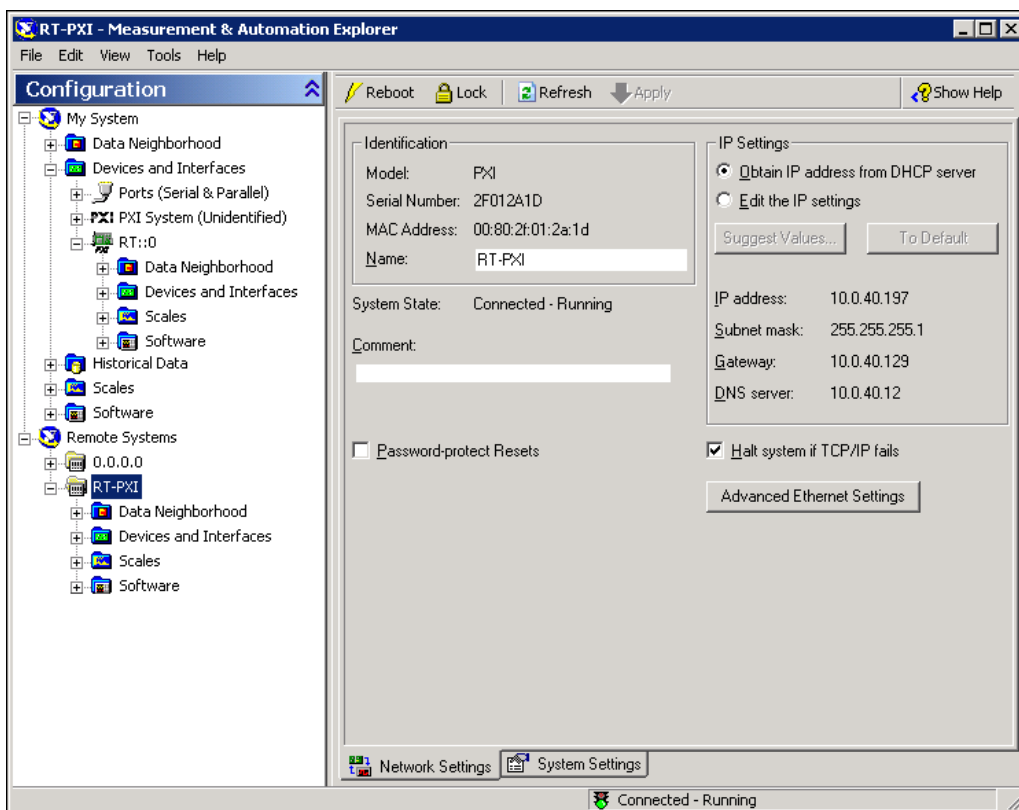 RT-PXI - Measurement & Automation Explorer
File Edit View Tools Help
Configuration
Reboot Lock Refresh Apply Show Help
My System
Data Neighborhood
Devices and Interfaces
Ports (Serial & Parallel)
PXI PXI System (Unidentified)
RT::0
Data Neighborhood
Devices and Interfaces
Scales
Software
Historical Data
Scales
Software
Remote Systems
0.0.0.0
RT-PXI
Data Neighborhood
Devices and Interfaces
Scales
Software
Identification
Model: PXI
Serial Number: 2F012A1D
MAC Address: 00:80:2f:01:2a:1d
Name: RT-PXI
System State: Connected - Running
Comment:
Password-protect Resets
IP Settings
Obtain IP address from DHCP server
Edit the IP settings
Suggest Values... To Default
IP address: 10.0.40.197
Subnet mask: 255.255.255.1
Gateway: 10.0.40.129
DNS server: 10.0.40.12
Halt system if TCP/IP fails
Advanced Ethernet Settings
Network Settings System Settings
Connected - Running